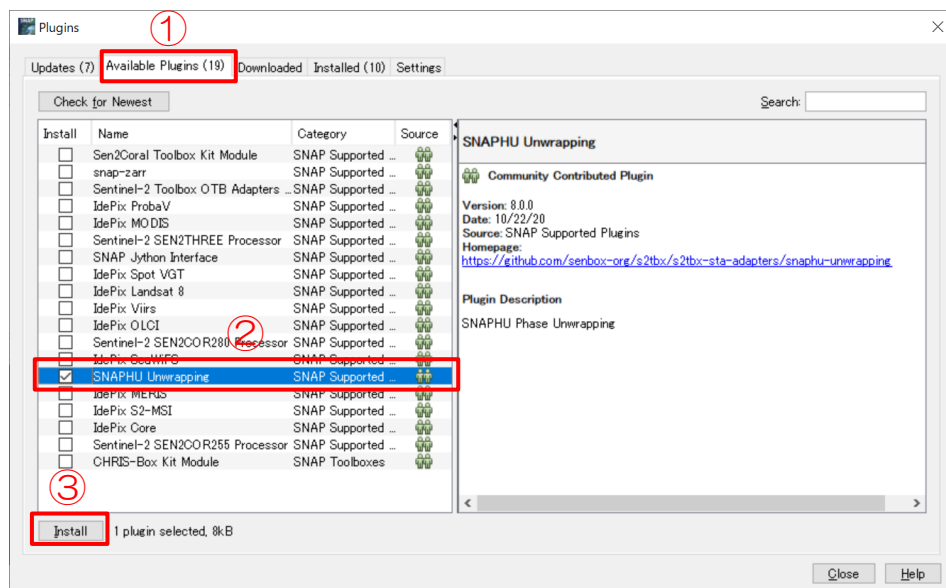 SNAP
Plugins
①
Updates (7) Available Plugins (19) Downloaded Installed (10) Settings
Check for Newest Search:
Install Name Category Source
Sen2Coral Toolbox Kit Module SNAP Supported ...
snap-zarr SNAP Supported ...
Sentinel-2 Toolbox OTB Adapters ... SNAP Supported ...
IdePix ProbaV SNAP Supported ...
IdePix MODIS SNAP Supported ...
Sentinel-2 SEN2THREE Processor SNAP Supported ...
SNAP Jython Interface SNAP Supported ...
IdePix Spot VGT SNAP Supported ...
IdePix Landsat 8 SNAP Supported ...
IdePix Viirs SNAP Supported ...
IdePix OLCI SNAP Supported ...
②
Sentinel-2 SEN2COR280 Processor SNAP Supported ...
IdePix SeaWiFS SNAP Supported ...
SNAPHU Unwrapping SNAP Supported ...
IdePix MERIS SNAP Supported ...
IdePix S2-MSI SNAP Supported ...
IdePix Core SNAP Supported ...
Sentinel-2 SEN2COR255 Processor SNAP Supported ...
CHRIS-Box Kit Module SNAP Toolboxes
③
Install 1 plugin selected, 8kB
SNAPHU Unwrapping
Community Contributed Plugin
Version: 8.0.0
Date: 10/22/20
Source: SNAP Supported Plugins
Homepage:
https://github.com/senbox-org/s2tbx/s2tbx-sta-adapters/snaphu-unwrapping
Plugin Description
SNAPHU Phase Unwrapping
Close Help